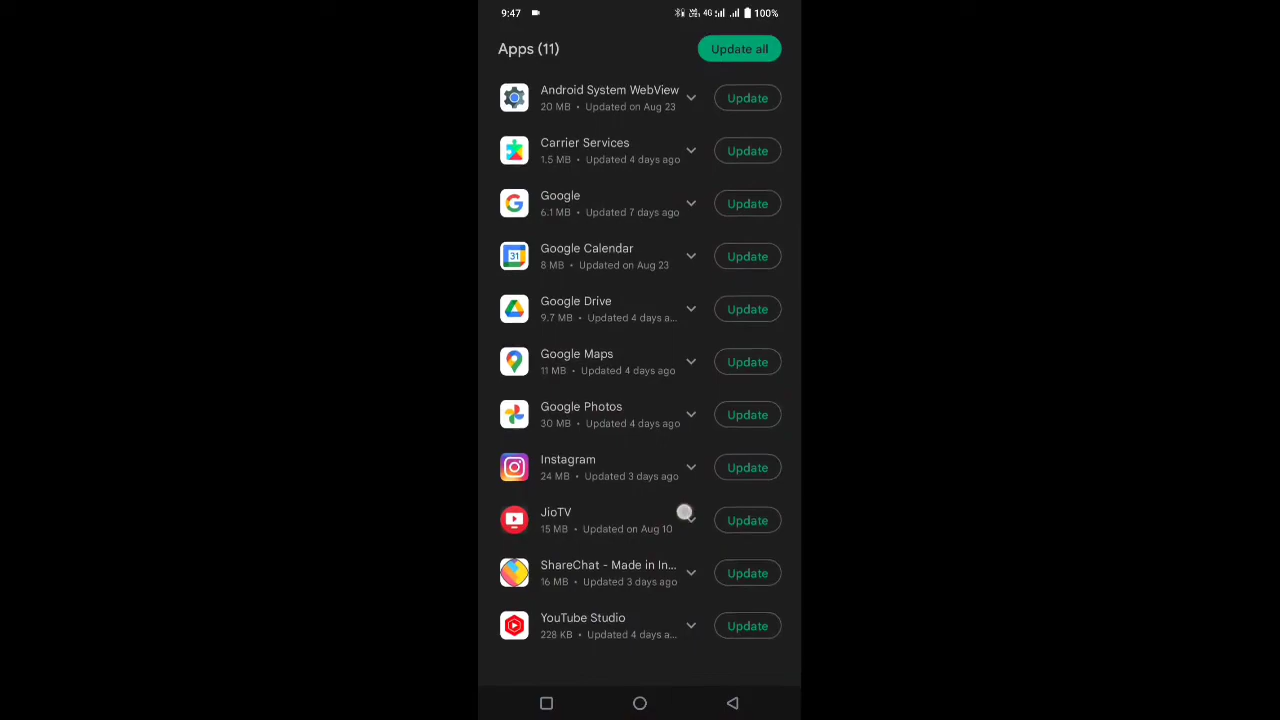 9:47 4G 100%
Apps (11) Update all
Android System WebView
20 MB • Updated on Aug 23 Update
Carrier Services
1.5 MB • Updated 4 days ago Update
Google
6.1 MB • Updated 7 days ago Update
Google Calendar
8 MB • Updated on Aug 23 Update
31
Google Drive
9.7 MB • Updated 4 days a... Update
Google Maps
11 MB • Updated 4 days ago Update
Google Photos
30 MB • Updated 4 days ago Update
Instagram
24 MB • Updated 3 days ago Update
JioTV
15 MB • Updated on Aug 10 Update
ShareChat - Made in In...
16 MB • Updated 3 days ago Update
YouTube Studio
228 KB • Updated 4 days a... Update